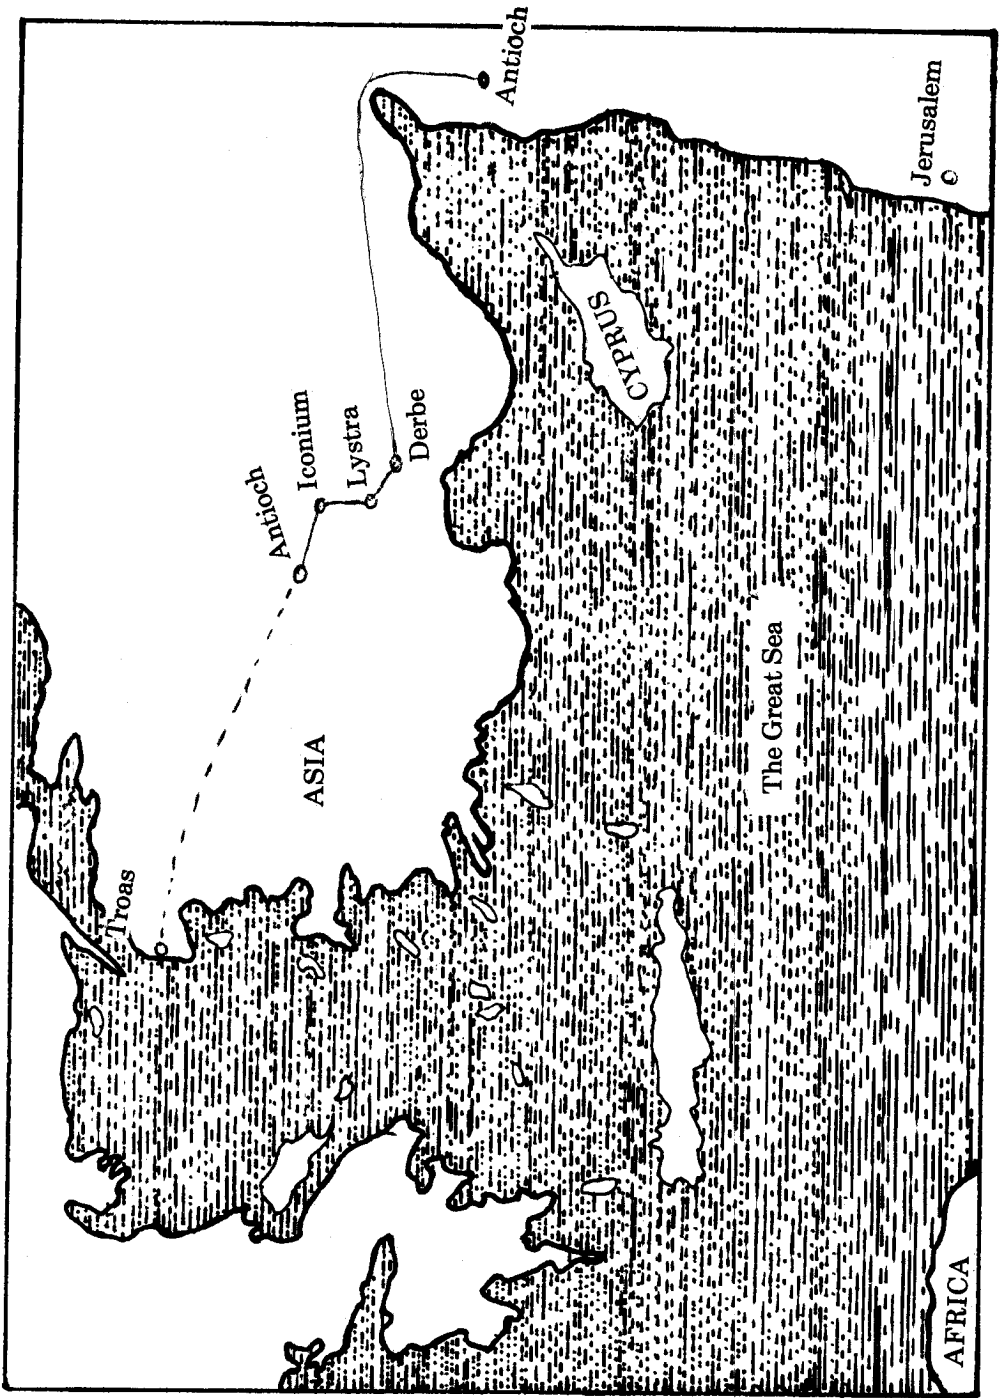 Troas
Antioch
Iconium
Lystra
Derbe
Antioch
ASIA
CYPRUS
The Great Sea
Jerusalem
AFRICA